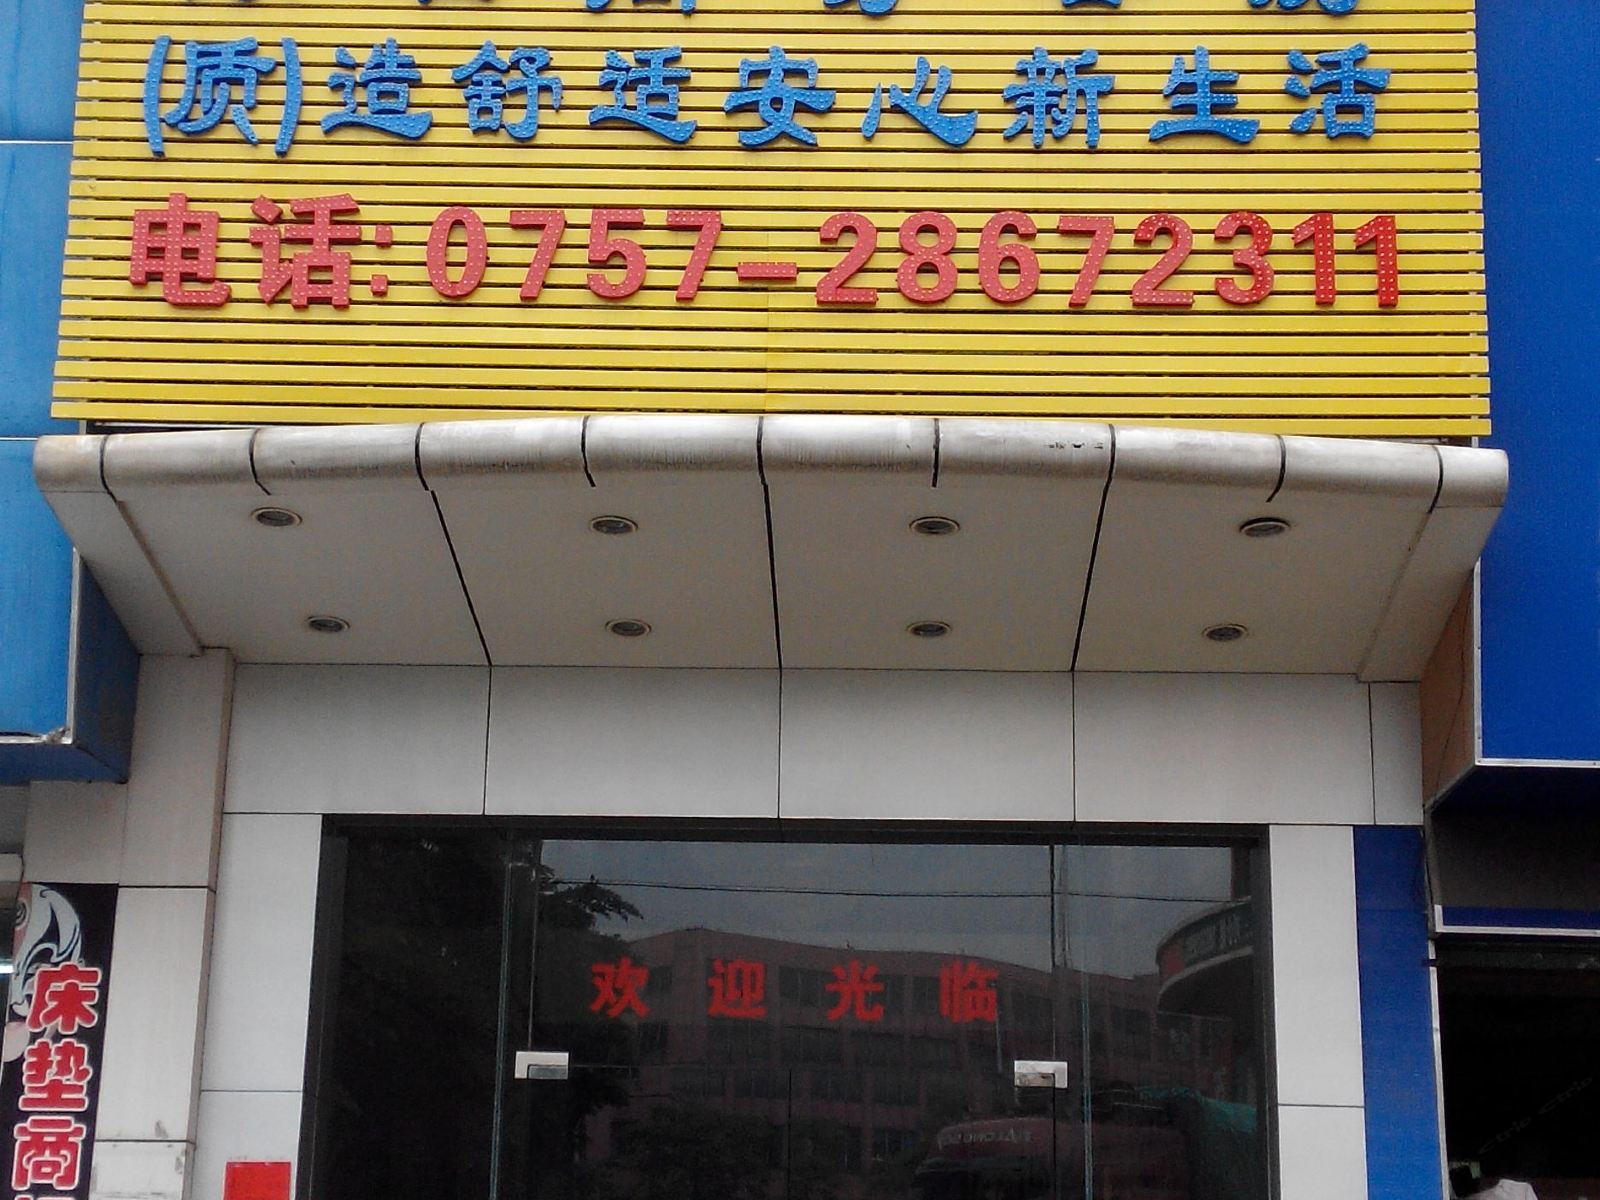 (质)造舒适安心新生活
电话:0757-28672311
欢迎光临
床垫商